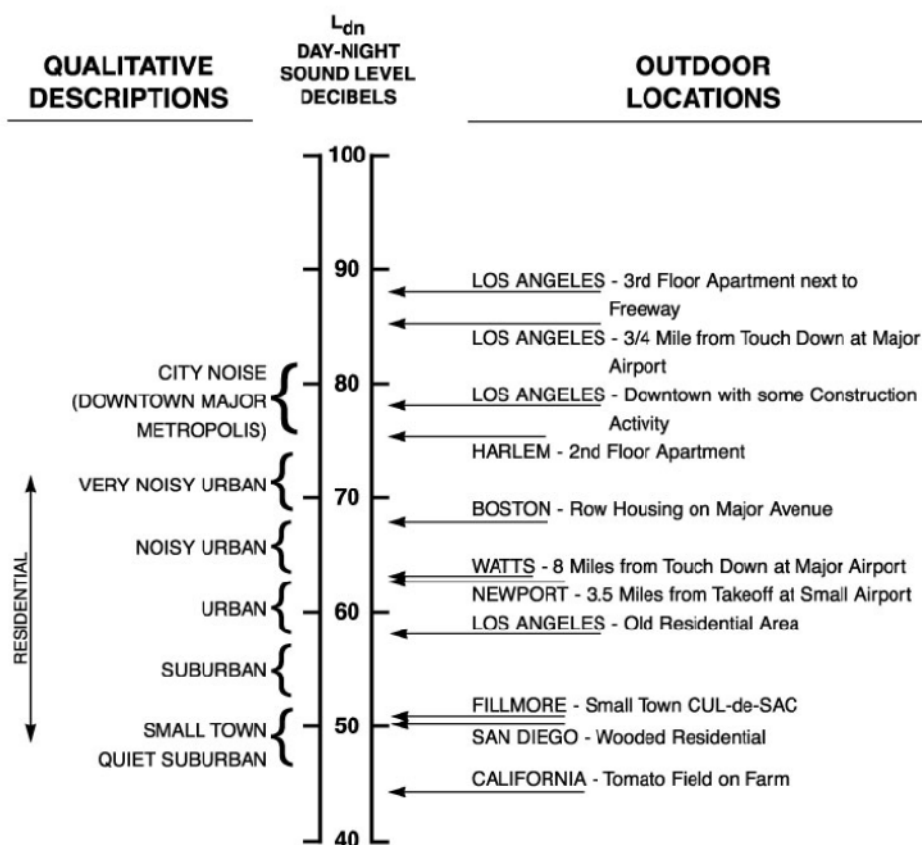 QUALITATIVE
DESCRIPTIONS
Ldn
DAY-NIGHT
SOUND LEVEL
DECIBELS
OUTDOOR
LOCATIONS
100
90
80
70
60
50
40
CITY NOISE
(DOWNTOWN MAJOR
METROPOLIS)
VERY NOISY URBAN
NOISY URBAN
URBAN
SUBURBAN
SMALL TOWN
QUIET SUBURBAN
RESIDENTIAL
LOS ANGELES - 3rd Floor Apartment next to
Freeway
LOS ANGELES - 3/4 Mile from Touch Down at Major
Airport
LOS ANGELES - Downtown with some Construction
Activity
HARLEM - 2nd Floor Apartment
BOSTON - Row Housing on Major Avenue
WATTS - 8 Miles from Touch Down at Major Airport
NEWPORT - 3.5 Miles from Takeoff at Small Airport
LOS ANGELES - Old Residential Area
FILLMORE - Small Town CUL-de-SAC
SAN DIEGO - Wooded Residential
CALIFORNIA - Tomato Field on Farm